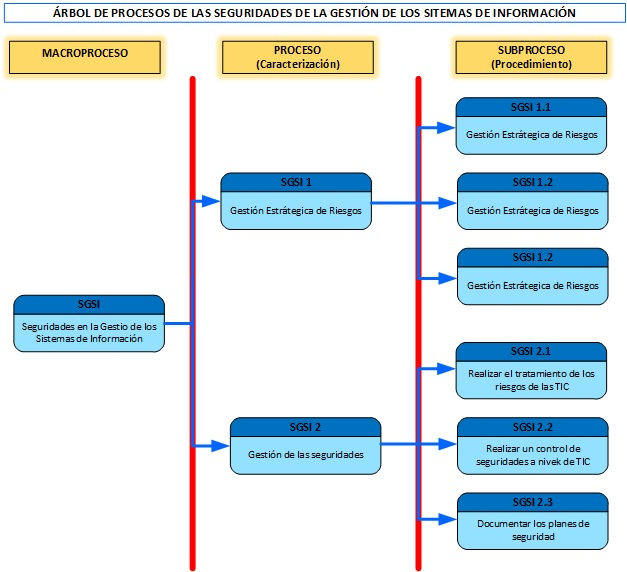 ÁRBOL DE PROCESOS DE LAS SEGURIDADES DE LA GESTIÓN DE LOS SITEMAS DE INFORMACIÓN
MACROPROCESO
PROCESO
(Caracterización)
SUBPROCESO
(Procedimiento)
SGSI
Seguridades en la Gestio de los
Sistemas de Información
SGSI 1
Gestión Estrátegica de Riesgos
SGSI 1.1
Gestión Estrátegica de Riesgos
SGSI 1.2
Gestión Estrátegica de Riesgos
SGSI 1.2
Gestión Estrátegica de Riesgos
SGSI 2
Gestión de las seguridades
SGSI 2.1
Realizar el tratamiento de los
riesgos de las TIC
SGSI 2.2
Realizar un control de
seguridades a nivek de TIC
SGSI 2.3
Documentar los planes de
seguridad